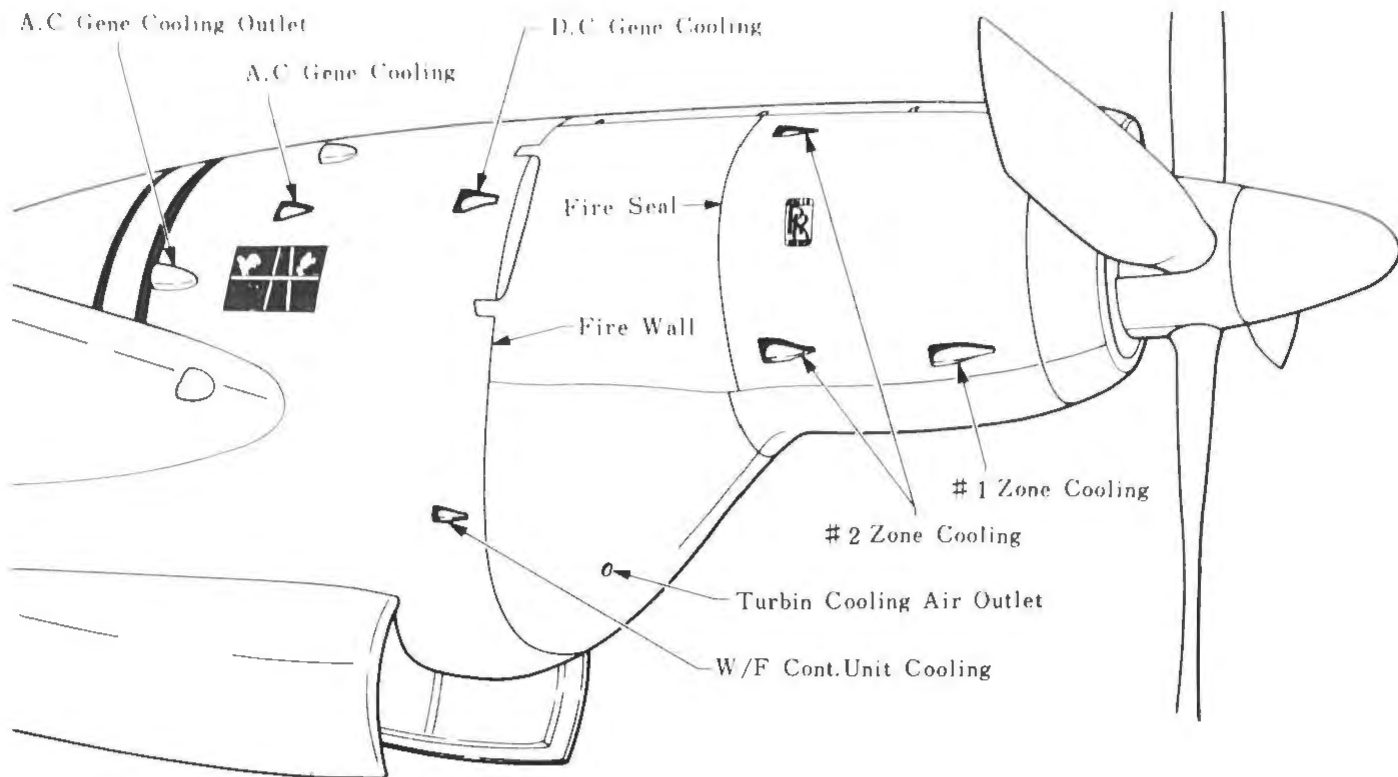 A.C Gene Cooling Outlet
D.C Gene Cooling
A.C Gene Cooling
Fire Seal
RR
Fire Wall
#1 Zone Cooling
#2 Zone Cooling
Turbin Cooling Air Outlet
W/F Cont.Unit Cooling